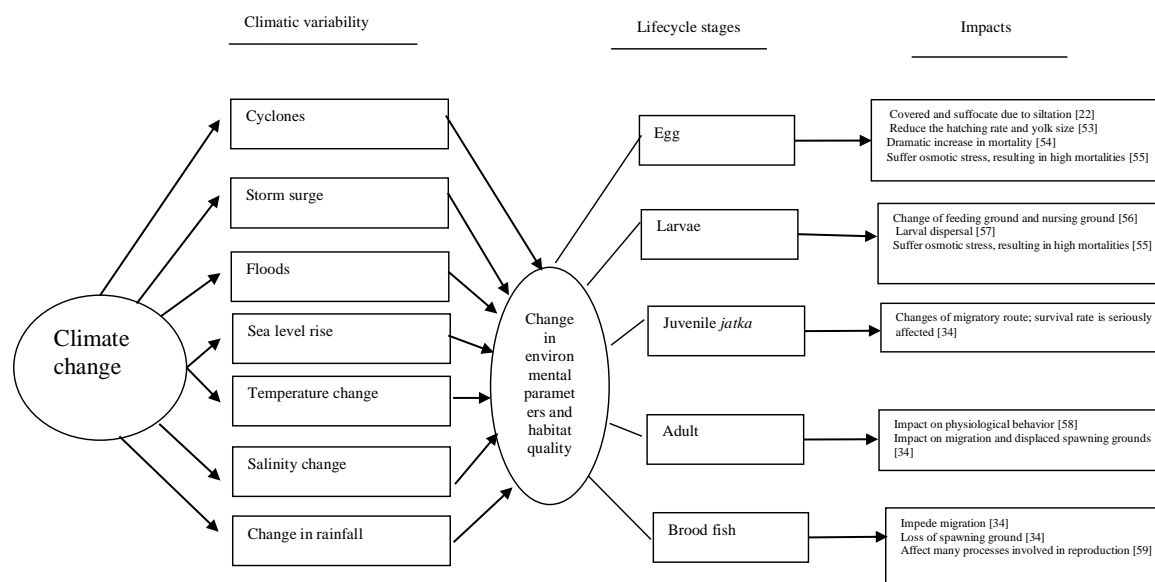 Climatic variability
Lifecycle stages
Impacts
Climate
change
Cyclones
Storm surge
Floods
Sea level rise
Temperature change
Salinity change
Change in rainfall
Change
in
environ
mental
paramet
ers and
habitat
quality
Egg
Larvae
Juvenile jatka
Adult
Brood fish
Covered and suffocate due to siltation [22]
Reduce the hatching rate and yolk size [53]
Dramatic increase in mortality [54]
Suffer osmotic stress, resulting in high mortalities [55]
Change of feeding ground and nursing ground [56]
Larval dispersal [57]
Suffer osmotic stress, resulting in high mortalities [55]
Changes of migratory route; survival rate is seriously
affected [34]
Impact on physiological behavior [58]
Impact on migration and displaced spawning grounds
[34]
Impede migration [34]
Loss of spawning ground [34]
Affect many processes involved in reproduction [59]